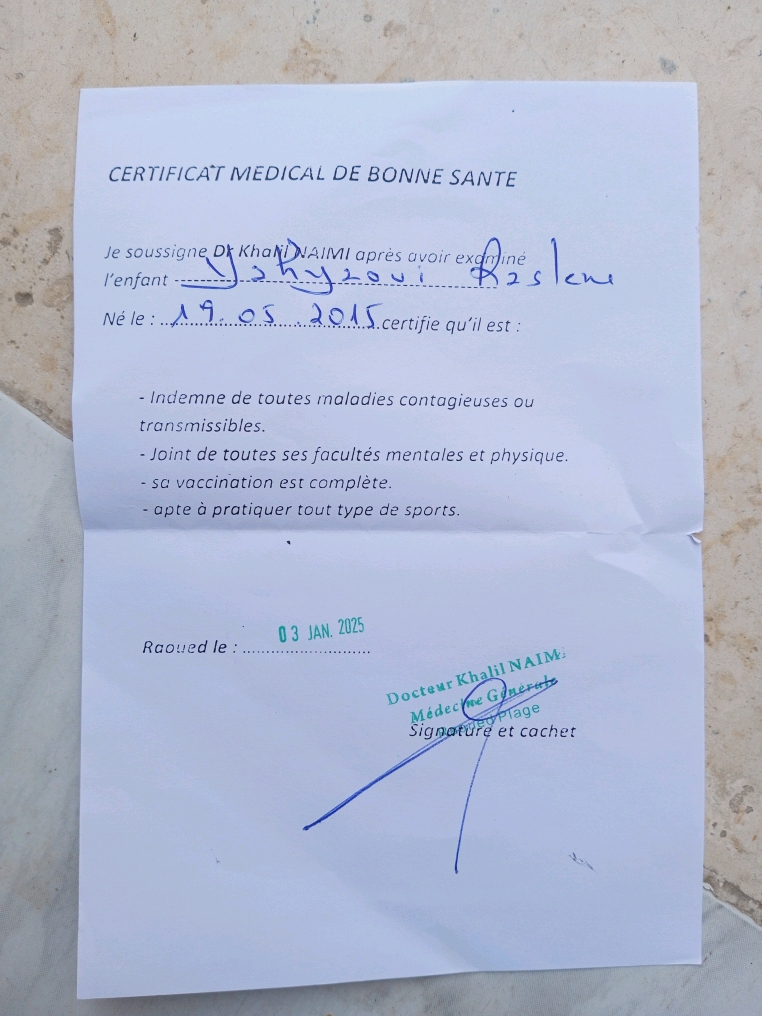 CERTIFICAT MEDICAL DE BONNE SANTE
Je soussigne Dr Khalil NAIMI après avoir examiné
l'enfant Yahyaoui Raslene
Né le : 19.05.2015 certifie qu'il est :
- Indemne de toutes maladies contagieuses ou
transmissibles.
- Joint de toutes ses facultés mentales et physique.
- sa vaccination est complète.
- apte à pratiquer tout type de sports.
Raoued le : 03 JAN. 2025
Docteur Khalil NAIMI
Médecine Générale
Raoued Plage
Signature et cachet